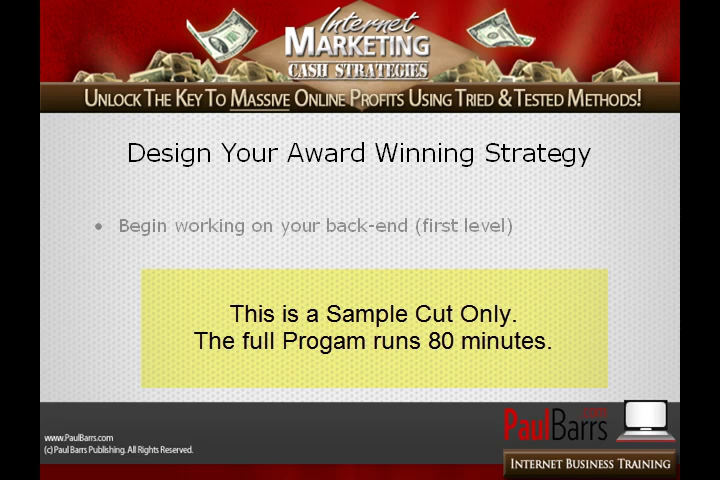 Internet
MARKETING
CASH STRATEGIES
UNLOCK THE KEY TO MASSIVE ONLINE PROFITS USING TRIED & TESTED METHODS!
Design Your Award Winning Strategy
• Begin working on your back-end (first level)
This is a Sample Cut Only.
The full Progam runs 80 minutes.
www.PaulBarrs.com
(c) Paul Barrs Publishing. All Rights Reserved.
PaulBarrs.com
INTERNET BUSINESS TRAINING